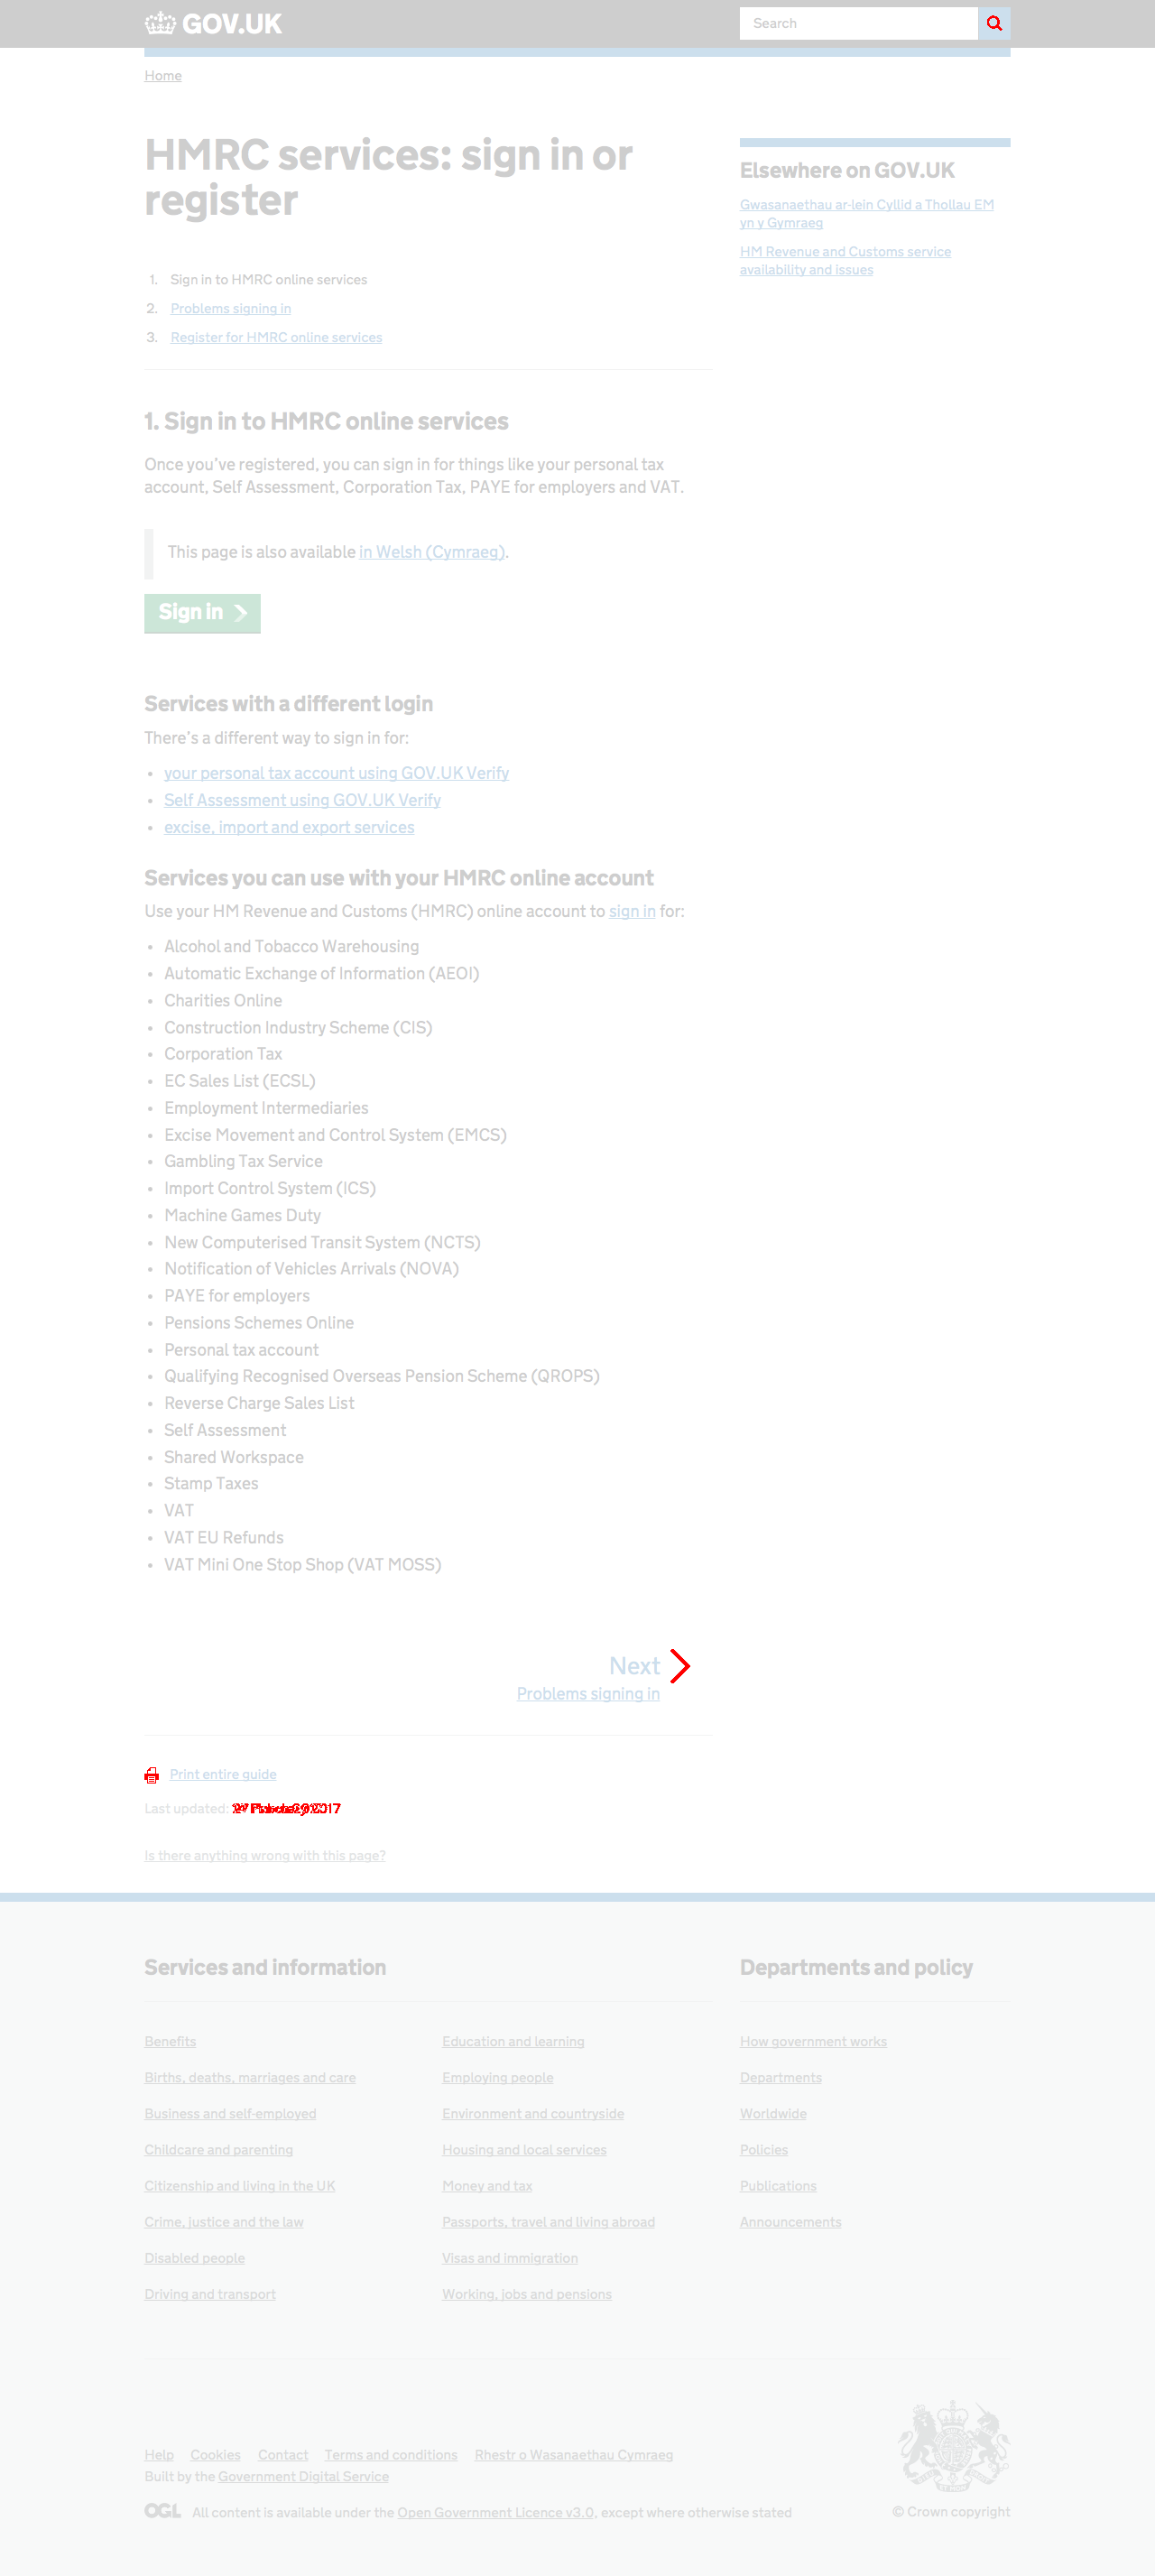 GOV.UK
Search
Home
HMRC services: sign in or
register
1. Sign in to HMRC online services
2. Problems signing in
3. Register for HMRC online services
1. Sign in to HMRC online services
Once you've registered, you can sign in for things like your personal tax
account, Self Assessment, Corporation Tax, PAYE for employers and VAT.
This page is also available in Welsh (Cymraeg).
Sign in
Services with a different login
There's a different way to sign in for:
• your personal tax account using GOV.UK Verify
• Self Assessment using GOV.UK Verify
• excise, import and export services
Services you can use with your HMRC online account
Use your HM Revenue and Customs (HMRC) online account to sign in for:
• Alcohol and Tobacco Warehousing
• Automatic Exchange of Information (AEOI)
• Charities Online
• Construction Industry Scheme (CIS)
• Corporation Tax
• EC Sales List (ECSL)
• Employment Intermediaries
• Excise Movement and Control System (EMCS)
• Gambling Tax Service
• Import Control System (ICS)
• Machine Games Duty
• New Computerised Transit System (NCTS)
• Notification of Vehicles Arrivals (NOVA)
• PAYE for employers
• Pensions Schemes Online
• Personal tax account
• Qualifying Recognised Overseas Pension Scheme (QROPS)
• Reverse Charge Sales List
• Self Assessment
• Shared Workspace
• Stamp Taxes
• VAT
• VAT EU Refunds
• VAT Mini One Stop Shop (VAT MOSS)
Next
Problems signing in
Print entire guide
Last updated:
Is there anything wrong with this page?
Elsewhere on GOV.UK
Gwasanaethau ar-lein Cyllid a Thollau EM
yn y Gymraeg
HM Revenue and Customs service
availability and issues
Services and information
Benefits
Births, deaths, marriages and care
Business and self-employed
Childcare and parenting
Citizenship and living in the UK
Crime, justice and the law
Disabled people
Driving and transport
Education and learning
Employing people
Environment and countryside
Housing and local services
Money and tax
Passports, travel and living abroad
Visas and immigration
Working, jobs and pensions
Departments and policy
How government works
Departments
Worldwide
Policies
Publications
Announcements
Help Cookies Contact Terms and conditions Rhestr o Wasanaethau Cymraeg
Built by the Government Digital Service
OGL All content is available under the Open Government Licence v3.0, except where otherwise stated
© Crown copyright